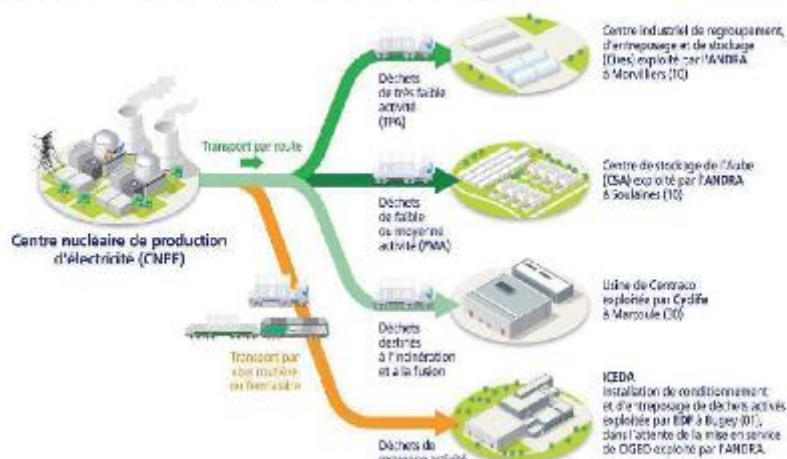 Centre industriel de regroupement,
d'entreposage et de stockage
(Cires) exploité par l'ANDRA
à Morvilliers (10)
Déchets
de très faible
activité
(TFA)
Transport par route
Centre de stockage de l'Aube
(CSA) exploité par l'ANDRA
à Soulaines (10)
Déchets
de faible
ou moyenne
activité (FMA)
Centre nucléaire de production
d'électricité (CNPE)
Usine de Centraco
exploitée par Cyclife
à Marcoule (30)
Déchets
destinés
à l'incinération
et à la fusion
Transport par
voie routière
ou ferroviaire
ICEDA
Installation de conditionnement
et d'entreposage de déchets activés
exploitée par EDF à Bugey (01),
dans l'attente de la mise en service
de CIGEO exploité par l'ANDRA.
Déchets de
moyenne activité